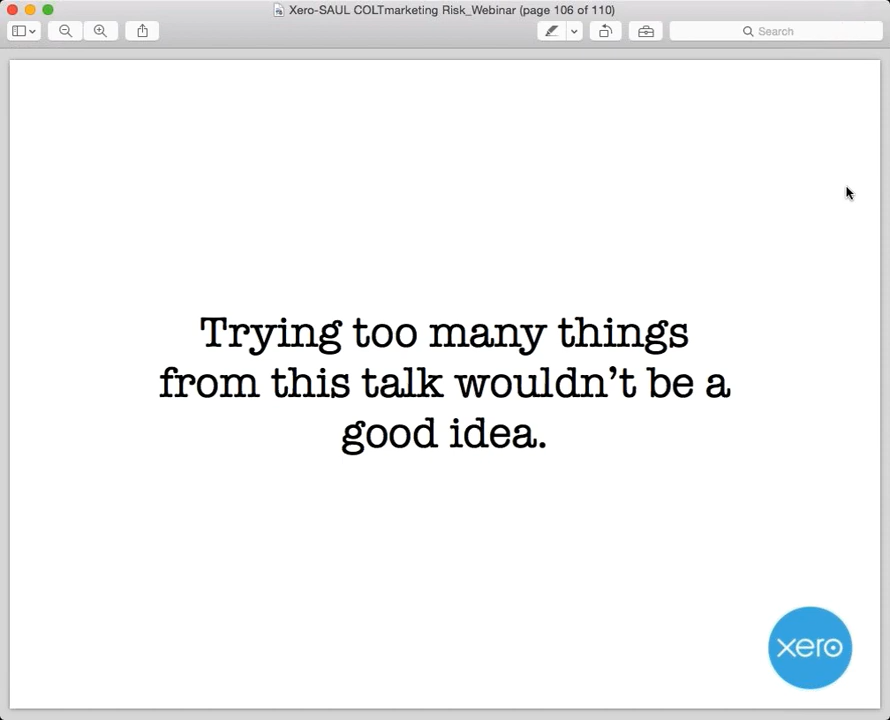 Xero-SAUL COLTmarketing Risk_Webinar (page 106 of 110)
Search
Trying too many things
from this talk wouldn’t be a
good idea.
xero